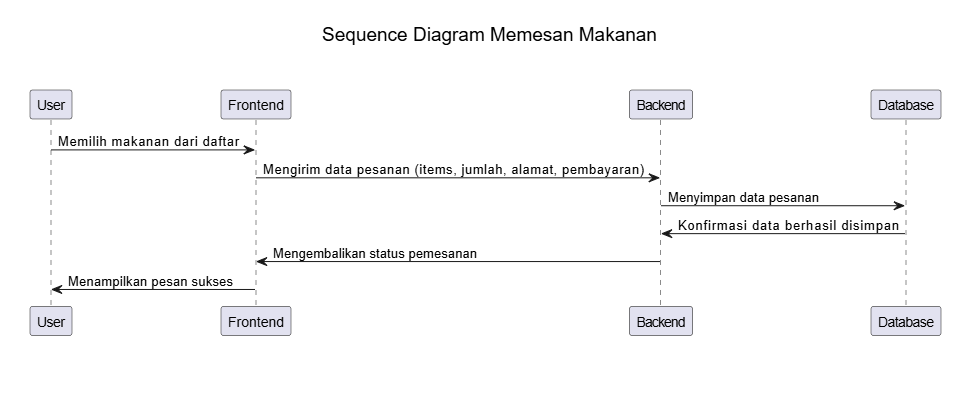 Sequence Diagram Memesan Makanan
User Frontend Backend Database
Memilih makanan dari daftar
Mengirim data pesanan (items, jumlah, alamat, pembayaran)
Menyimpan data pesanan
Konfirmasi data berhasil disimpan
Mengembalikan status pemesanan
Menampilkan pesan sukses
User Frontend Backend Database